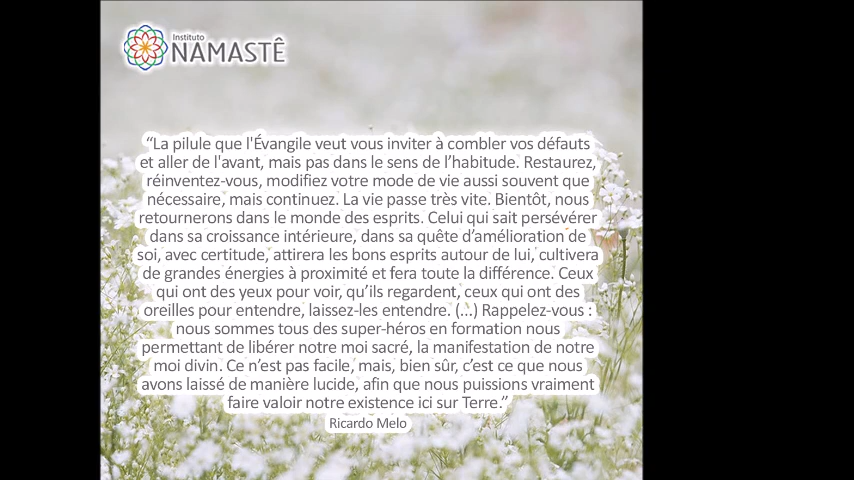 Instituto
NAMASTÊ
“La pilule que l'Évangile veut vous inviter à combler vos défauts
et aller de l'avant, mais pas dans le sens de l’habitude. Restaurez,
réinventez-vous, modifiez votre mode de vie aussi souvent que
nécessaire, mais continuez. La vie passe très vite. Bientôt, nous
retournerons dans le monde des esprits. Celui qui sait persévérer
dans sa croissance intérieure, dans sa quête d’amélioration de
soi, avec certitude, attirera les bons esprits autour de lui, cultivera
de grandes énergies à proximité et fera toute la différence. Ceux
qui ont des yeux pour voir, qu’ils regardent, ceux qui ont des
oreilles pour entendre, laissez-les entendre. (...) Rappelez-vous :
nous sommes tous des super-héros en formation nous
permettant de libérer notre moi sacré, la manifestation de notre
moi divin. Ce n’est pas facile, mais, bien sûr, c’est ce que nous
avons laissé de manière lucide, afin que nous puissions vraiment
faire valoir notre existence ici sur Terre.”
Ricardo Melo